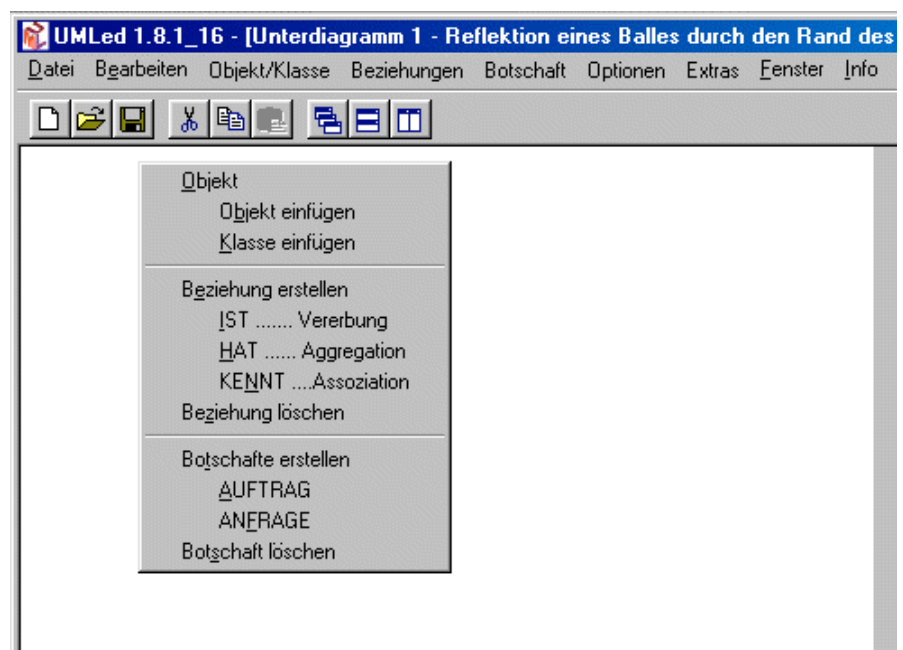 UMLed 1.8.1_16 - [Unterdiagramm 1 - Reflektion eines Balles durch den Rand des
Datei Bearbeiten Objekt/Klasse Beziehungen Botschaft Optionen Extras Fenster Info
Objekt
Objekt einfügen
Klasse einfügen
Beziehung erstellen
IST ....... Vererbung
HAT ...... Aggregation
KENNT ....Assoziation
Beziehung löschen
Botschafte erstellen
AUFTRAG
ANFRAGE
Botschaft löschen